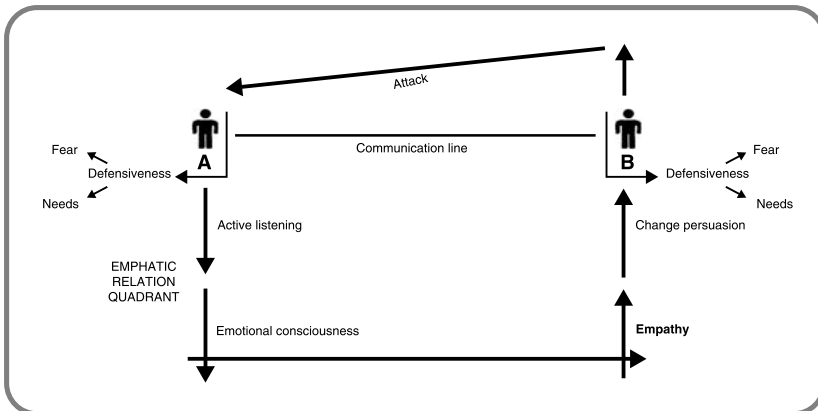 Attack
Communication line
A
B
Fear
Defensiveness
Needs
Fear
Defensiveness
Needs
Active listening
Change persuasion
EMPHATIC
RELATION
QUADRANT
Emotional consciousness
Empathy